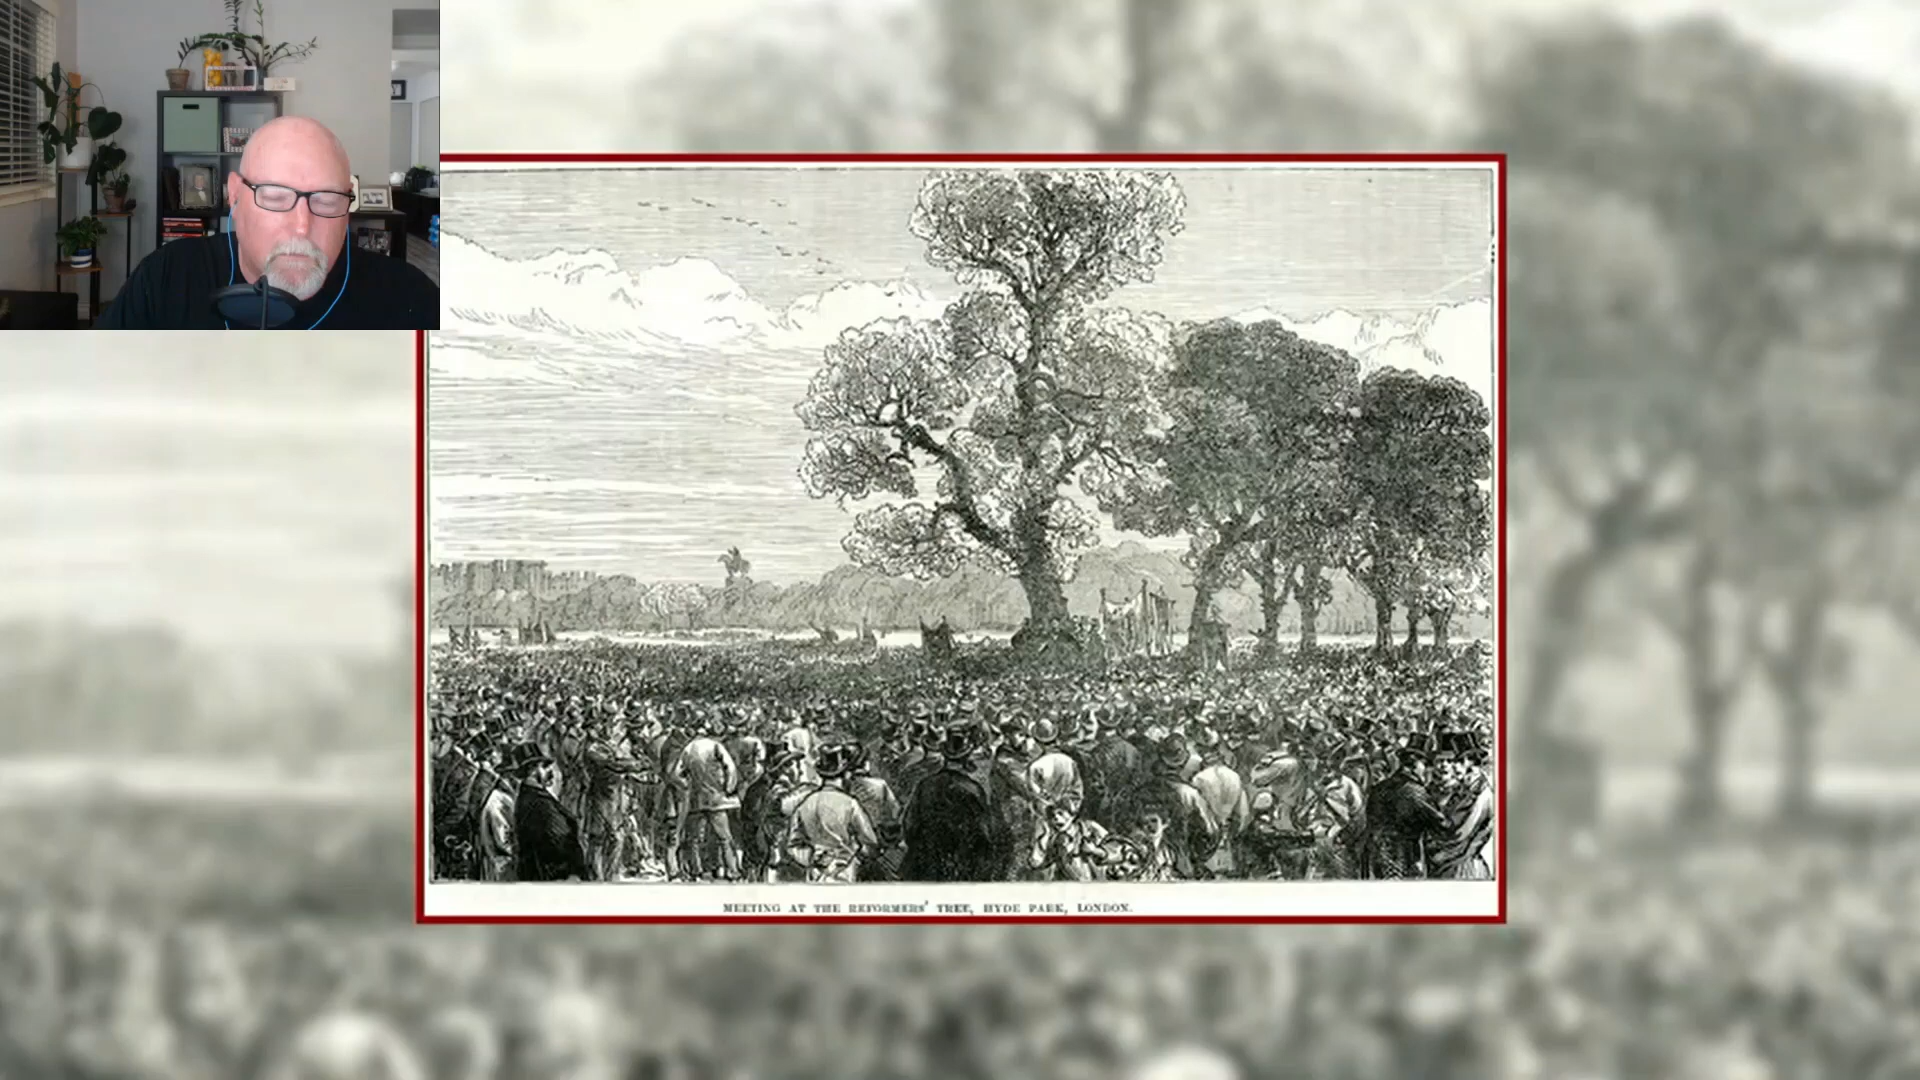 MEETING AT THE REFORMERS' TREE, HYDE PARK, LONDON.